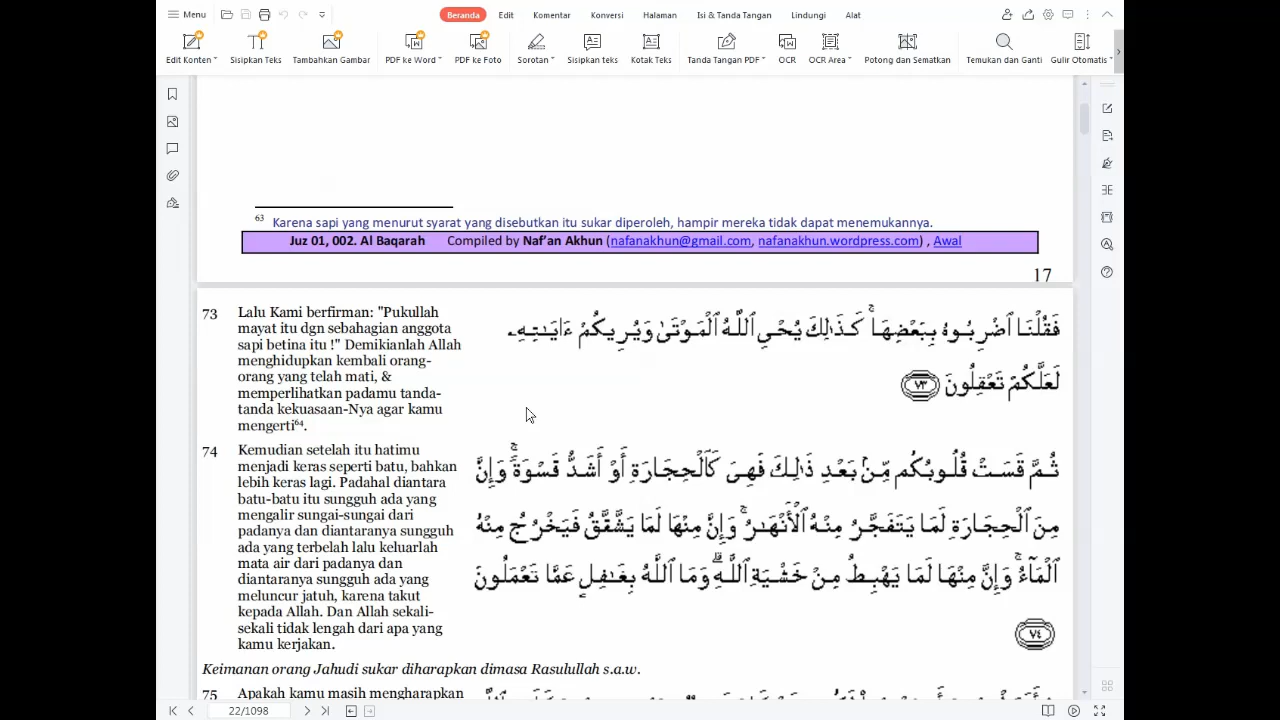 Menu Beranda Edit Komentar Konversi Halaman Isi & Tanda Tangan Lindungi Alat
Edit Konten Sisipkan Teks Tambahkan Gambar PDF ke Word PDF ke Foto Sorotan Sisipkan teks Kotak Teks Tanda Tangan PDF OCR OCR Area Potong dan Sematkan Temukan dan Ganti Gulir Otomatis
63 Karena sapi yang menurut syarat yang disebutkan itu sukar diperoleh, hampir mereka tidak dapat menemukannya.
Juz 01, 002. Al Baqarah Compiled by Naf’an Akhun (nafanakhun@gmail.com, nafanakhun.wordpress.com) , Awal
17
73 Lalu Kami berfirman: "Pukullah
mayat itu dgn sebahagian anggota
sapi betina itu !" Demikianlah Allah
menghidupkan kembali orang-
orang yang telah mati, &
memperlihatkan padamu tanda-
tanda kekuasaan-Nya agar kamu
mengerti64.
فَقُلْنَا ٱضْرِبُوهُ بِبَعْضِهَا ۚ كَذَٰلِكَ يُحْيِ ٱللَّهُ ٱلْمَوْتَىٰ وَيُرِيكُمْ ءَايَـٰتِهِۦ
لَعَلَّكُمْ تَعْقِلُونَ ٧٣
74 Kemudian setelah itu hatimu
menjadi keras seperti batu, bahkan
lebih keras lagi. Padahal diantara
batu-batu itu sungguh ada yang
mengalir sungai-sungai dari
padanya dan diantaranya sungguh
ada yang terbelah lalu keluarlah
mata air dari padanya dan
diantaranya sungguh ada yang
meluncur jatuh, karena takut
kepada Allah. Dan Allah sekali-
sekali tidak lengah dari apa yang
kamu kerjakan.
ثُمَّ قَسَتْ قُلُوبُكُم مِّنۢ بَعْدِ ذَٰلِكَ فَهِىَ كَٱلْحِجَارَةِ أَوْ أَشَدُّ قَسْوَةً ۚ وَإِنَّ
مِنَ ٱلْحِجَارَةِ لَمَا يَتَفَجَّرُ مِنْهُ ٱلْأَنْهَـٰرُ ۚ وَإِنَّ مِنْهَا لَمَا يَشَّقَّقُ فَيَخْرُجُ مِنْهُ
ٱلْمَآءُ ۚ وَإِنَّ مِنْهَا لَمَا يَهْبِطُ مِنْ خَشْيَةِ ٱللَّهِ ۗ وَمَا ٱللَّهُ بِغَـٰفِلٍ عَمَّا تَعْمَلُونَ
٧٤
Keimanan orang Jahudi sukar diharapkan dimasa Rasulullah s.a.w.
75 Apakah kamu masih mengharapkan
22/1098